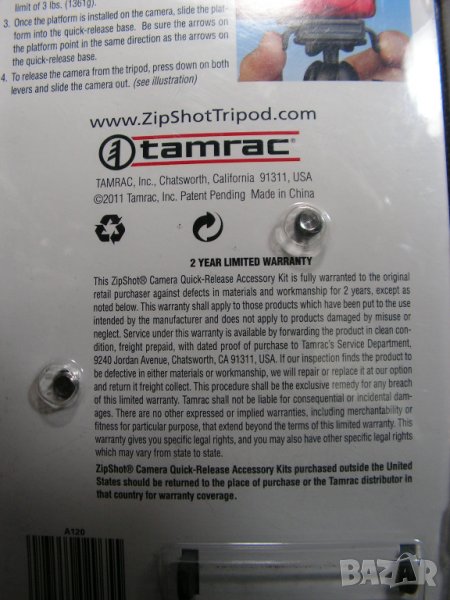 limit of 3 lbs. (1361g).
3. Once the platform is installed on the camera, slide the plat-
form into the quick-release base. Be sure the arrows on
the platform point in the same direction as the arrows on
the quick-release base.
4. To release the camera from the tripod, press down on both
levers and slide the camera out. (see illustration)
www.ZipShotTripod.com
tamrac®
TAMRAC, Inc., Chatsworth, California 91311, USA
©2011 Tamrac, Inc. Patent Pending Made in China
2 YEAR LIMITED WARRANTY
This ZipShot® Camera Quick-Release Accessory Kit is fully warranted to the original
retail purchaser against defects in materials and workmanship for 2 years, except as
noted below. This warranty shall apply to those products which have been put to the use
intended by the manufacturer and does not apply to products damaged by misuse or
neglect. Service under this warranty is available by forwarding the product in clean con-
dition, freight prepaid, with dated proof of purchase to Tamrac's Service Department,
9240 Jordan Avenue, Chatsworth, CA 91311, USA. If our inspection finds the product to
be defective in either materials or workmanship, we will repair or replace it at our option
and return it freight collect. This procedure shall be the exclusive remedy for any breach
of this limited warranty. Tamrac shall not be liable for consequential or incidental dam-
ages. There are no other expressed or implied warranties, including merchantability or
fitness for particular purpose, that extend beyond the terms of this limited warranty. This
warranty gives you specific legal rights, and you may also have other specific legal rights
which may vary from state to state.
ZipShot® Camera Quick-Release Accessory Kits purchased outside the United
States should be returned to the place of purchase or the Tamrac distributor in
that country for warranty coverage.
A120
BAZAR